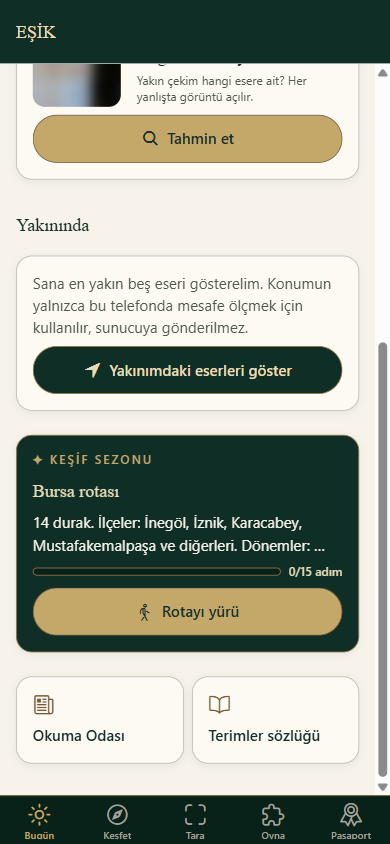 EŞİK
Yakın çekim hangi esere ait? Her
yanlışta görüntü açılır.
Tahmin et
Yakınında
Sana en yakın beş eseri gösterelim. Konumun
yalnızca bu telefonda mesafe ölçmek için
kullanılır, sunucuya gönderilmez.
Yakınımdaki eserleri göster
KEŞİF SEZONU
Bursa rotası
14 durak. İlçeler: İnegöl, İznik, Karacabey,
Mustafakemalpaşa ve diğerleri. Dönemler: ...
0/15 adım
Rotayı yürü
Okuma Odası
Terimler sözlüğü
Bugün
Keşfet
Tara
Oyna
Pasaport